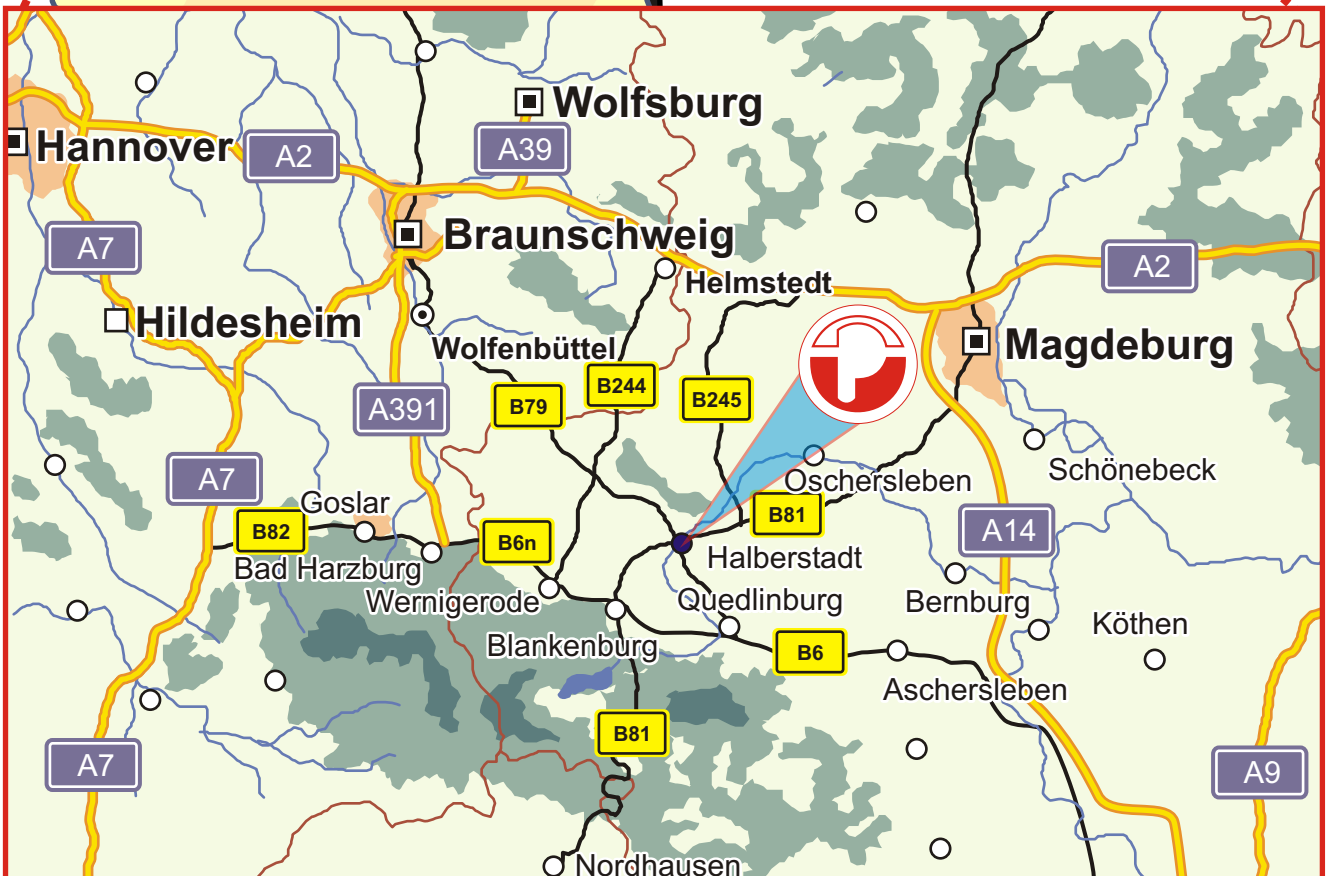 Wolfsburg
Hannover
A2
A39
Braunschweig
A7
A2
Helmstedt
Hildesheim
Wolfenbüttel
Magdeburg
B244
B79
B245
A391
P
Schönebeck
A7
Oschersleben
Goslar
B81
B82
B6n
A14
Halberstadt
Bad Harzburg
Wernigerode
Quedlinburg
Bernburg
Köthen
Blankenburg
B6
Aschersleben
B81
A7
A9
Nordhausen